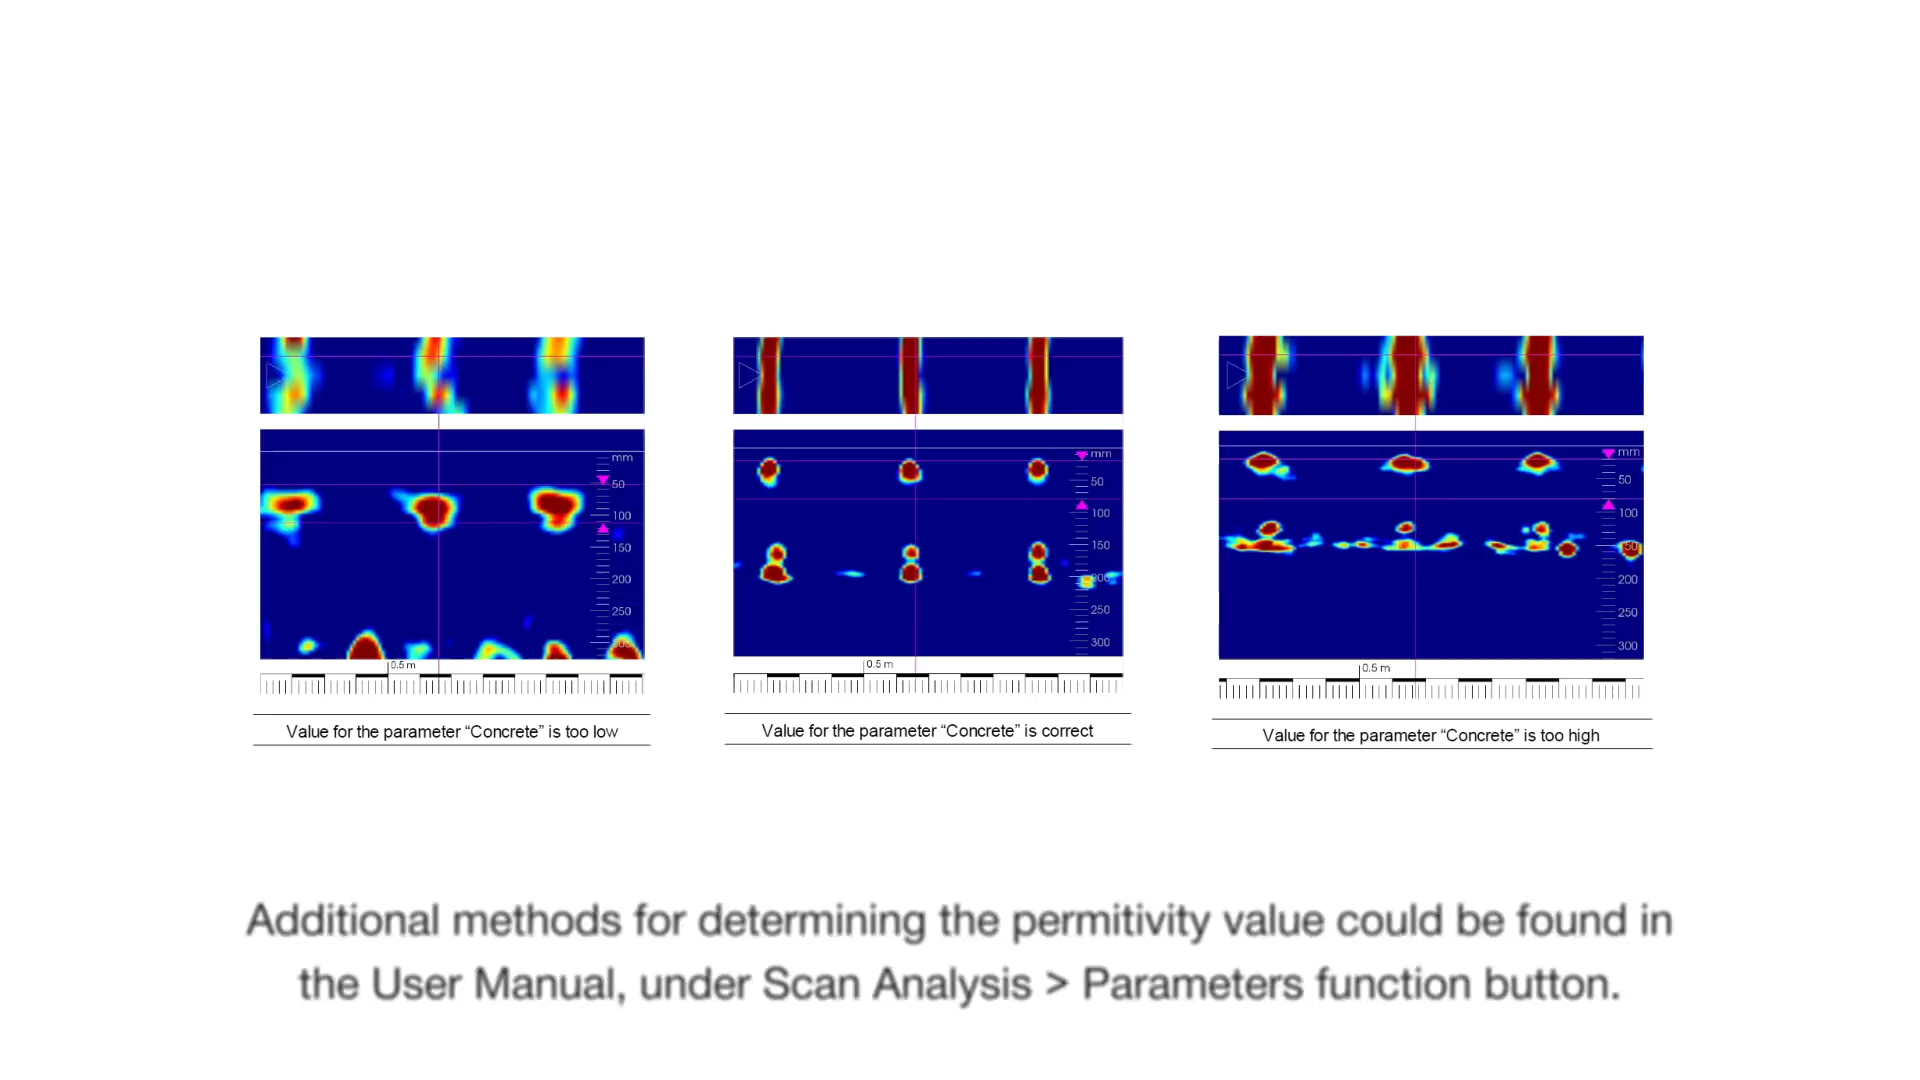 mm
50
100
150
200
250
300
0.5 m
Value for the parameter “Concrete” is too low
mm
50
100
150
200
250
300
0.5 m
Value for the parameter “Concrete” is correct
mm
50
100
150
200
250
300
0.5 m
Value for the parameter “Concrete” is too high
Additional methods for determining the permitivity value could be found in
the User Manual, under Scan Analysis > Parameters function button.